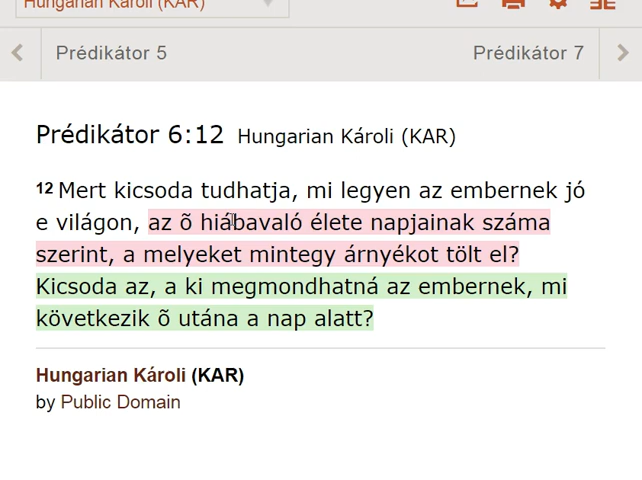 Hungarian Károli (KAR)
Prédikátor 5
Prédikátor 7
Prédikátor 6:12 Hungarian Károli (KAR)
12 Mert kicsoda tudhatja, mi legyen az embernek jó
e világon, az õ hiábavaló élete napjainak száma
szerint, a melyeket mintegy árnyékot tölt el?
Kicsoda az, a ki megmondhatná az embernek, mi
következik õ utána a nap alatt?
Hungarian Károli (KAR)
by Public Domain